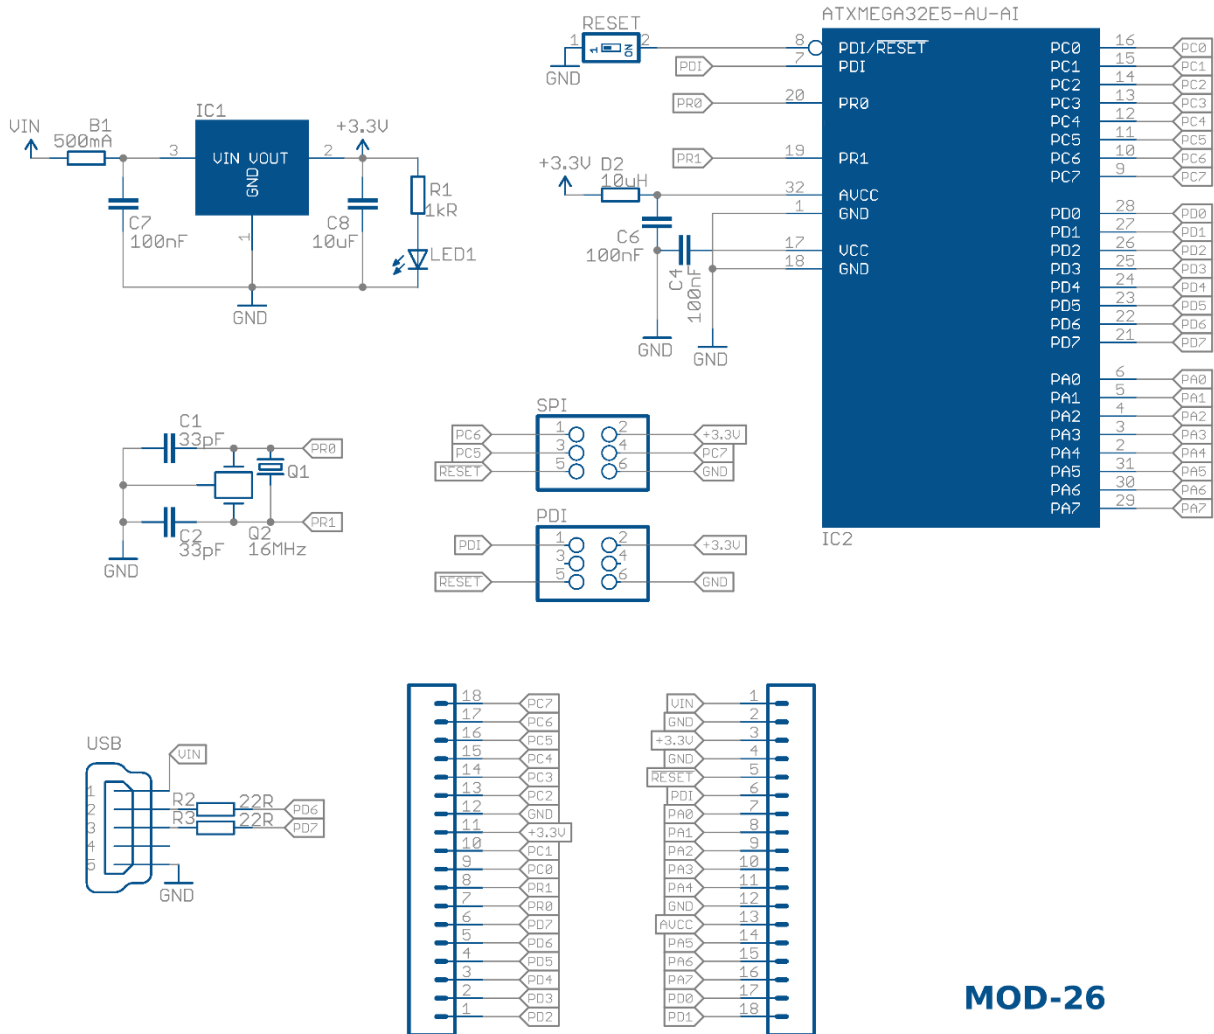 ATXMEGA32E5-AU-AI
RESET
1 2
1 ON
GND
8 PDI/RESET
PDI 7 PDI
PR0 20 PR0
PR1 19 PR1
+3.3V D2
10uH
32 AVCC
1 GND
C6
100nF
17 VCC
18 GND
C4
100nF
GND
GND
PC0 16 PC0
PC1 15 PC1
PC2 14 PC2
PC3 13 PC3
PC4 12 PC4
PC5 11 PC5
PC6 10 PC6
PC7 9 PC7
PD0 28 PD0
PD1 27 PD1
PD2 26 PD2
PD3 25 PD3
PD4 24 PD4
PD5 23 PD5
PD6 22 PD6
PD7 21 PD7
PA0 6 PA0
PA1 5 PA1
PA2 4 PA2
PA3 3 PA3
PA4 2 PA4
PA5 31 PA5
PA6 30 PA6
PA7 29 PA7
IC2
VIN
B1
500mA
IC1
3 VIN VOUT 2
GND
1
+3.3V
C7
100nF
C8
10uF
R1
1kR
LED1
GND
C1
33pF
PR0
Q1
C2
33pF
Q2
16MHz
PR1
GND
SPI
PC6 1 2 +3.3V
PC5 3 4 PC7
RESET 5 6 GND
PDI
PDI 1 2 +3.3V
3 4
RESET 5 6 GND
USB
VIN
1
2 R2 22R PD6
3 R3 22R PD7
4
5
GND
18 PC7
17 PC6
16 PC5
15 PC4
14 PC3
13 PC2
12 GND
11 +3.3V
10 PC1
9 PC0
8 PR1
7 PR0
6 PD7
5 PD6
4 PD5
3 PD4
2 PD3
1 PD2
VIN 1
GND 2
+3.3V 3
GND 4
RESET 5
PDI 6
PA0 7
PA1 8
PA2 9
PA3 10
PA4 11
GND 12
AVCC 13
PA5 14
PA6 15
PA7 16
PD0 17
PD1 18
MOD-26